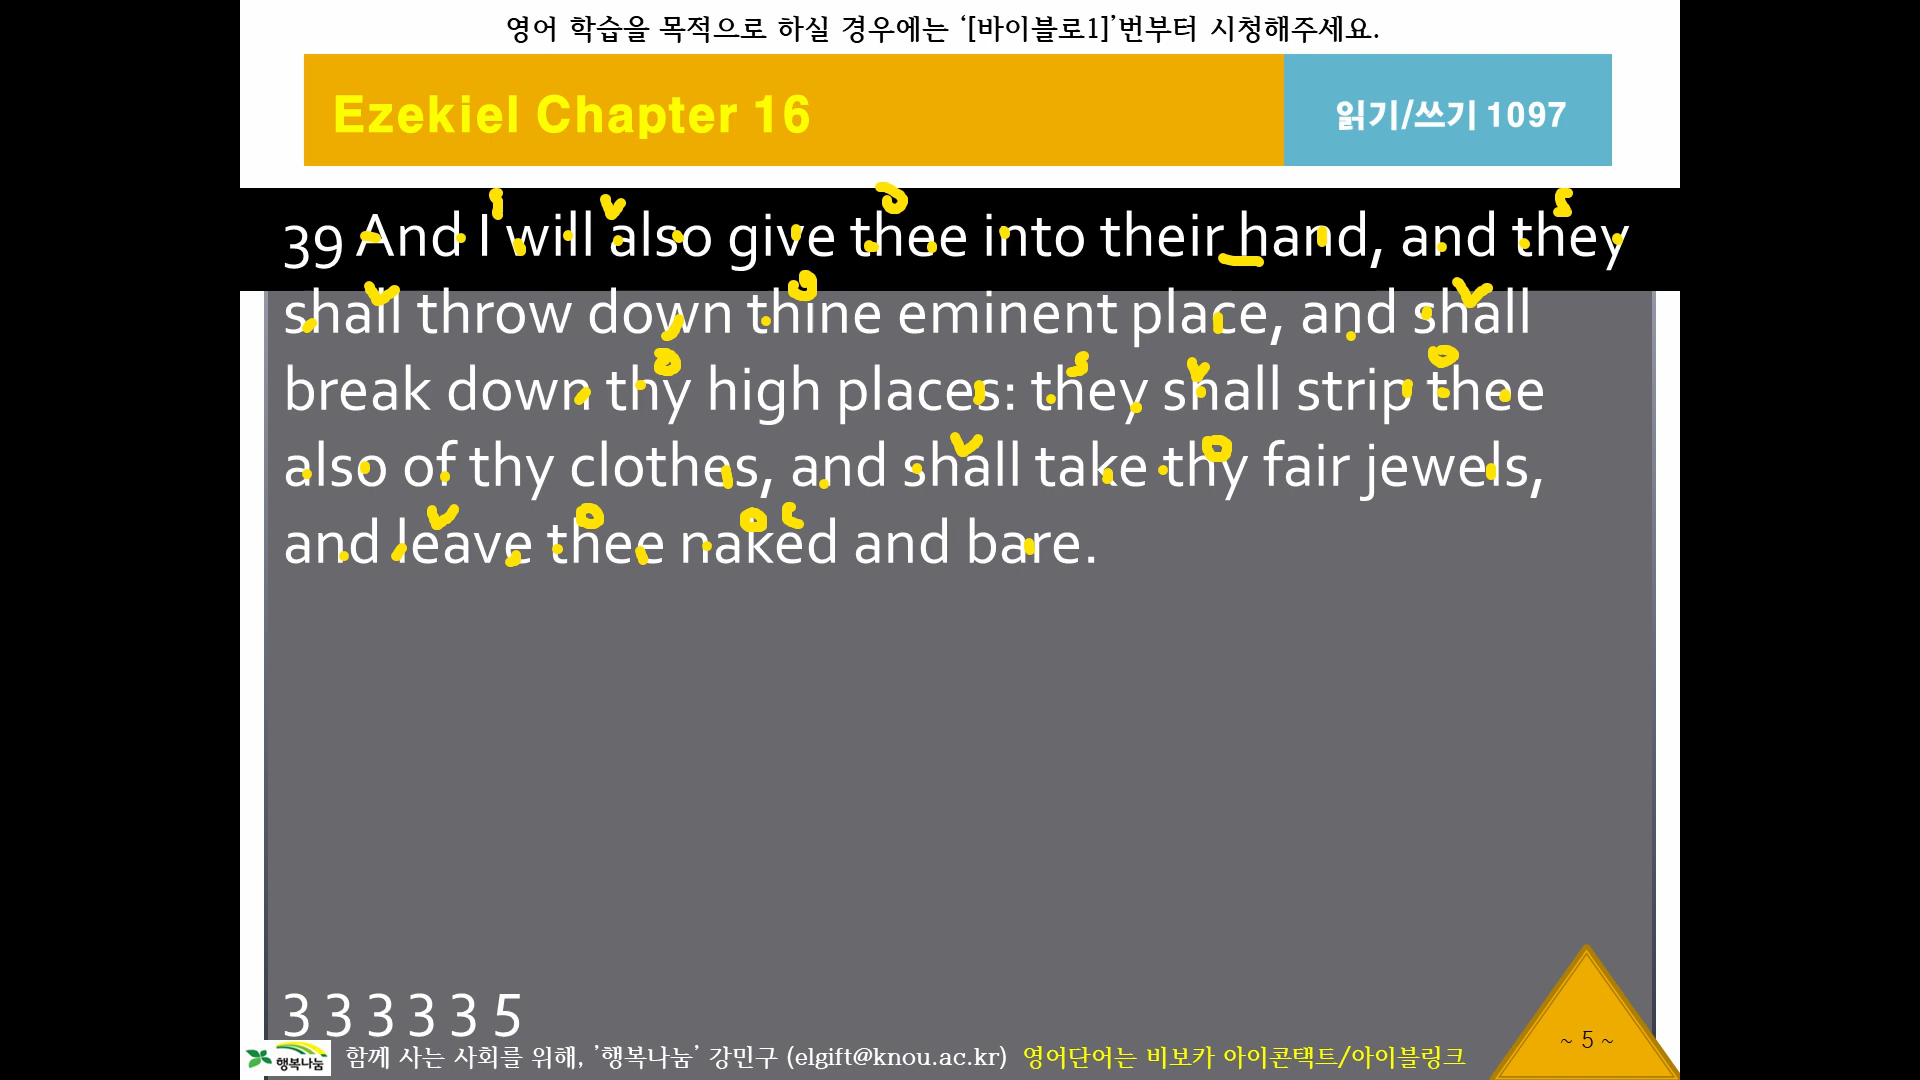 영어 학습을 목적으로 하실 경우에는 ‘[바이블로1]’번부터 시청해주세요.
Ezekiel Chapter 16
읽기/쓰기 1097
39 And I will also give thee into their hand, and they
shall throw down thine eminent place, and shall
break down thy high places: they shall strip thee
also of thy clothes, and shall take thy fair jewels,
and leave thee naked and bare.
3 3 3 3 3 5
~ 5 ~
행복나눔 함께 사는 사회를 위해, ’행복나눔’ 강민구 (elgift@knou.ac.kr) 영어단어는 비보카 아이콘택트/아이블링크